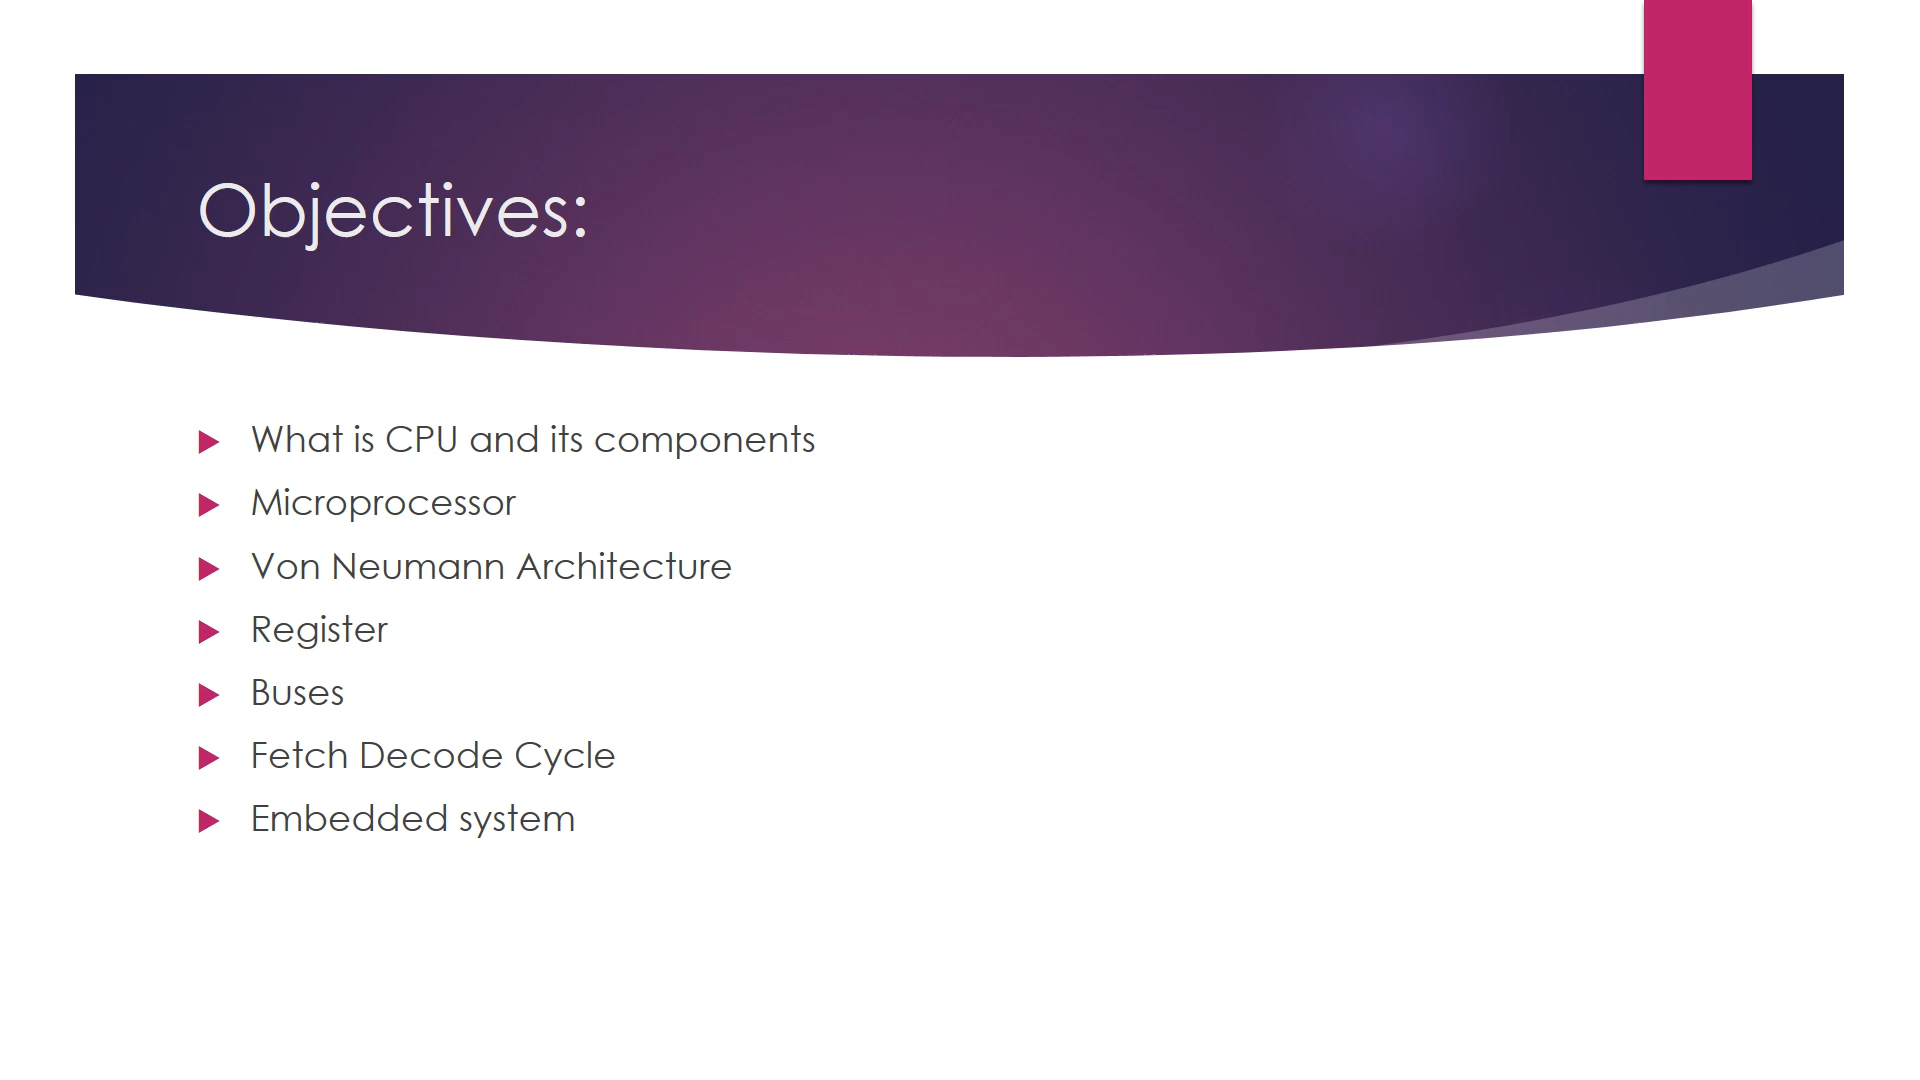 Objectives:
What is CPU and its components
Microprocessor
Von Neumann Architecture
Register
Buses
Fetch Decode Cycle
Embedded system